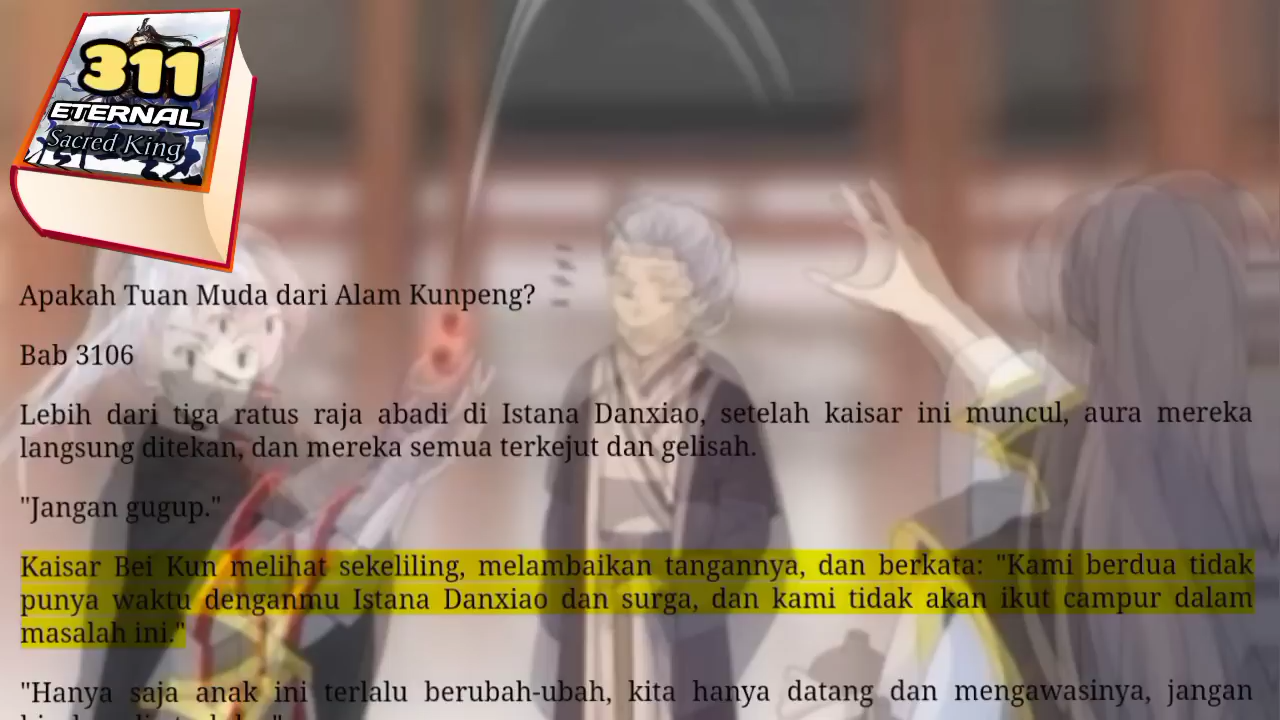 311
ETERNAL
Sacred King
Apakah Tuan Muda dari Alam Kunpeng?
Bab 3106
Lebih dari tiga ratus raja abadi di Istana Danxiao, setelah kaisar ini muncul, aura mereka
langsung ditekan, dan mereka semua terkejut dan gelisah.
"Jangan gugup."
Kaisar Bei Kun melihat sekeliling, melambaikan tangannya, dan berkata: "Kami berdua tidak
punya waktu denganmu Istana Danxiao dan surga, dan kami tidak akan ikut campur dalam
masalah ini."
"Hanya saja anak ini terlalu berubah-ubah, kita hanya datang dan mengawasinya, jangan